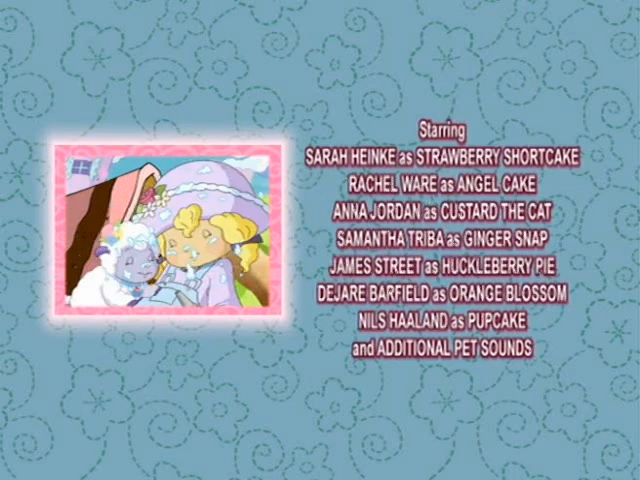 Starring
SARAH HEINKE as STRAWBERRY SHORTCAKE
RACHEL WARE as ANGEL CAKE
ANNA JORDAN as CUSTARD THE CAT
SAMANTHA TRIBA as GINGER SNAP
JAMES STREET as HUCKLEBERRY PIE
DEJARE BARFIELD as ORANGE BLOSSOM
NILS HAALAND as PUPCAKE
and ADDITIONAL PET SOUNDS